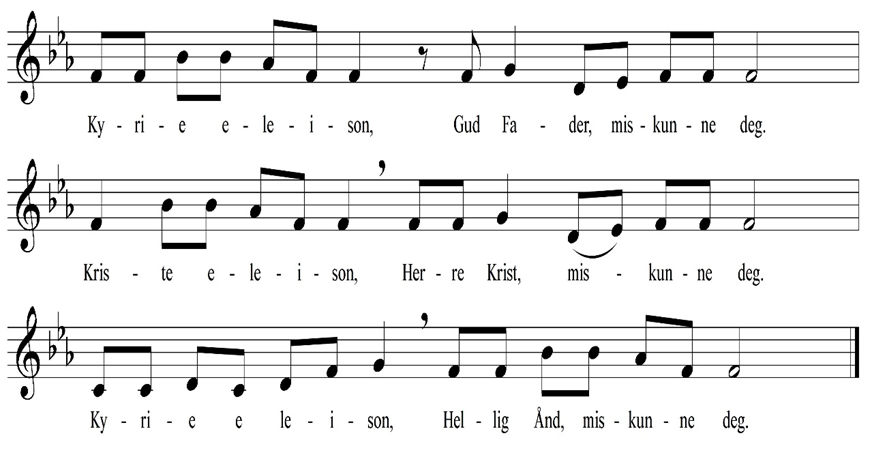 Ky - ri - e e - le - i - son, Gud Fa - der, mis - kun - ne deg.
Kris - te e - le - i - son, Her - re Krist, mis - kun - ne deg.
Ky - ri - e e le - i - son, Hel - lig Ånd, mis - kun - ne deg.